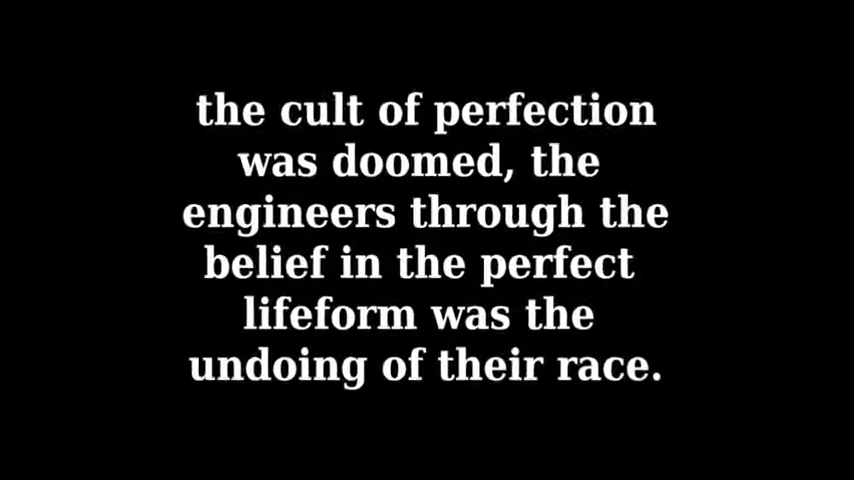 the cult of perfection
was doomed, the
engineers through the
belief in the perfect
lifeform was the
undoing of their race.